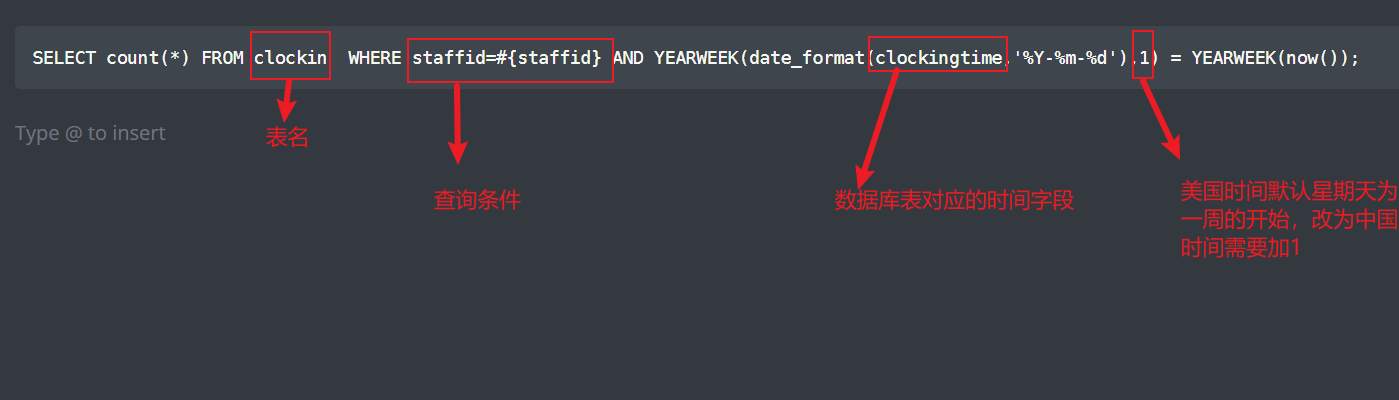 SELECT count(*) FROM clockin  WHERE staffid=#{staffid} AND YEARWEEK(date_format(clockingtime,'%Y-%m-%d'),1) = YEARWEEK(now());
Type @ to insert
表名
查询条件
数据库表对应的时间字段
美国时间默认星期天为
一周的开始，改为中国
时间需要加1